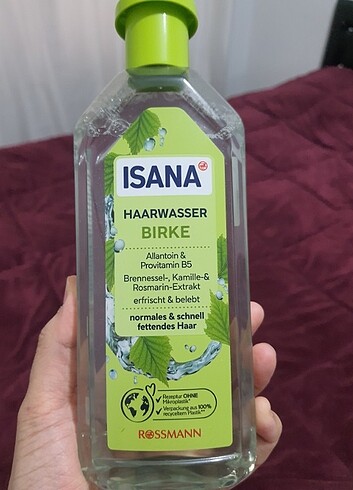 ISANA
HAARWASSER
BIRKE
Allantoin &
Provitamin B5
Brennessel-, Kamille-&
Rosmarin-Extrakt
erfrischt & belebt
normales & schnell
fettendes Haar
Rezeptur OHNE
Mikroplastik*
Verpackung aus 100%
recyceltem Plastik**
ROSSMANN